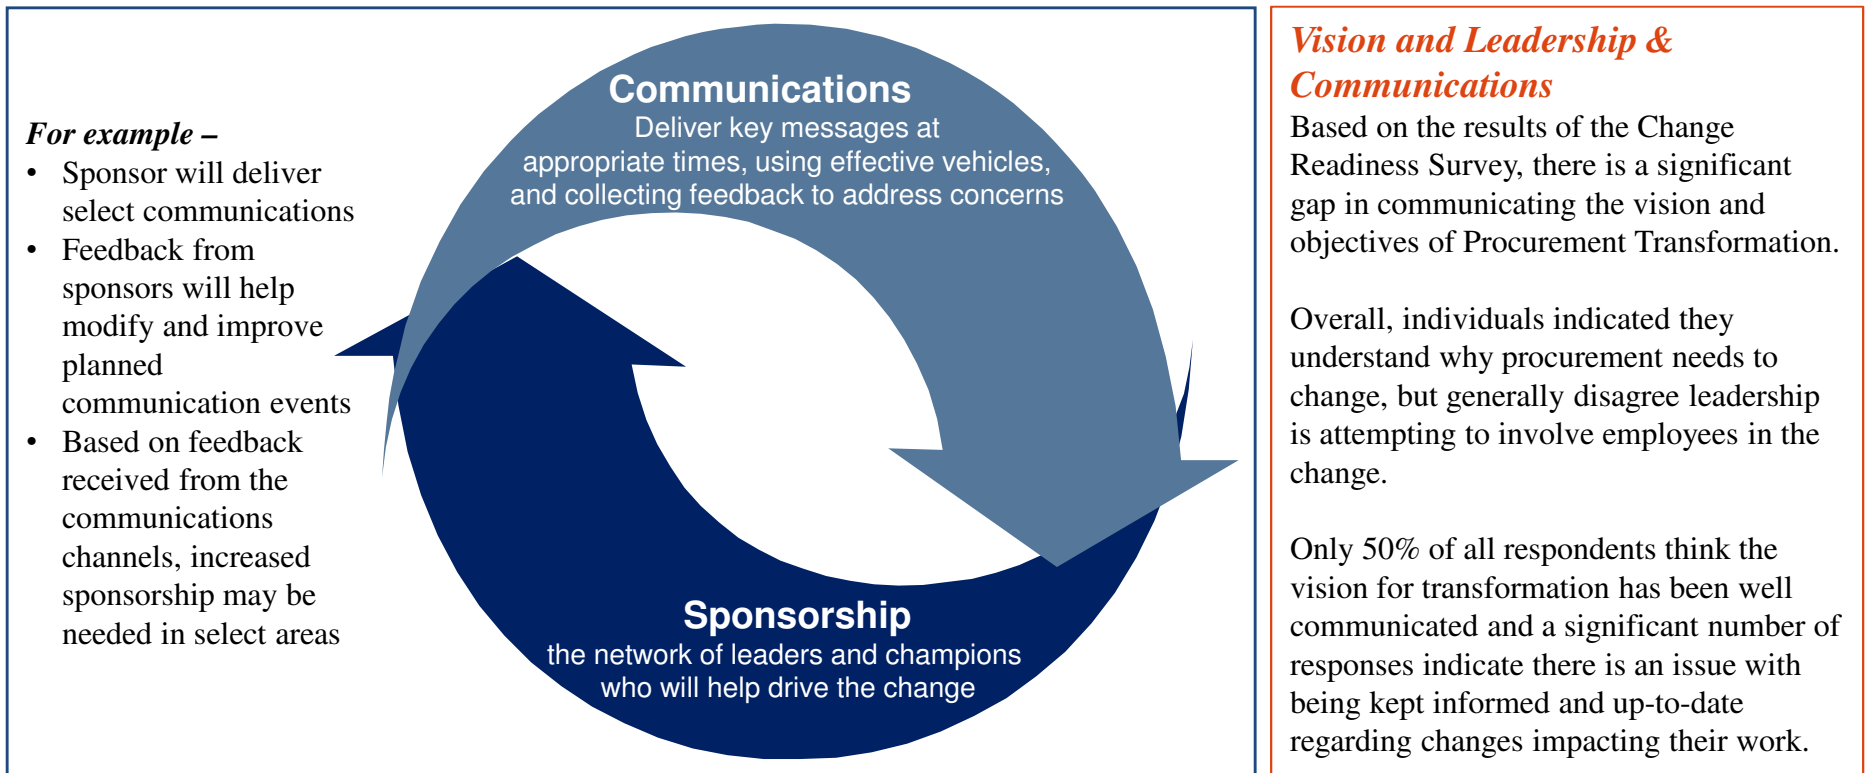 For example –
• Sponsor will deliver
select communications
• Feedback from
sponsors will help
modify and improve
planned
communication events
• Based on feedback
received from the
communications
channels, increased
sponsorship may be
needed in select areas
Communications
Deliver key messages at
appropriate times, using effective vehicles,
and collecting feedback to address concerns
Sponsorship
the network of leaders and champions
who will help drive the change
Vision and Leadership &
Communications
Based on the results of the Change
Readiness Survey, there is a significant
gap in communicating the vision and
objectives of Procurement Transformation.
Overall, individuals indicated they
understand why procurement needs to
change, but generally disagree leadership
is attempting to involve employees in the
change.
Only 50% of all respondents think the
vision for transformation has been well
communicated and a significant number of
responses indicate there is an issue with
being kept informed and up-to-date
regarding changes impacting their work.